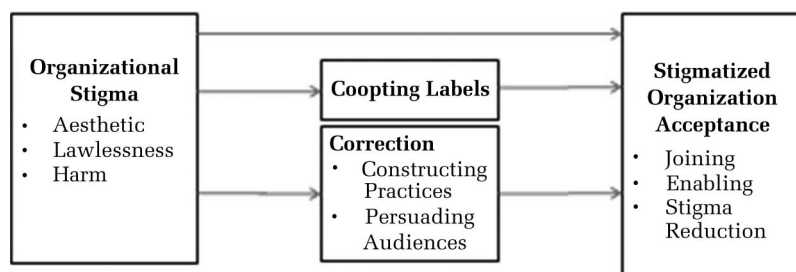 Organizational
Stigma
• Aesthetic
• Lawlessness
• Harm
Coopting Labels
Correction
• Constructing
Practices
• Persuading
Audiences
Stigmatized
Organization
Acceptance
• Joining
• Enabling
• Stigma
Reduction